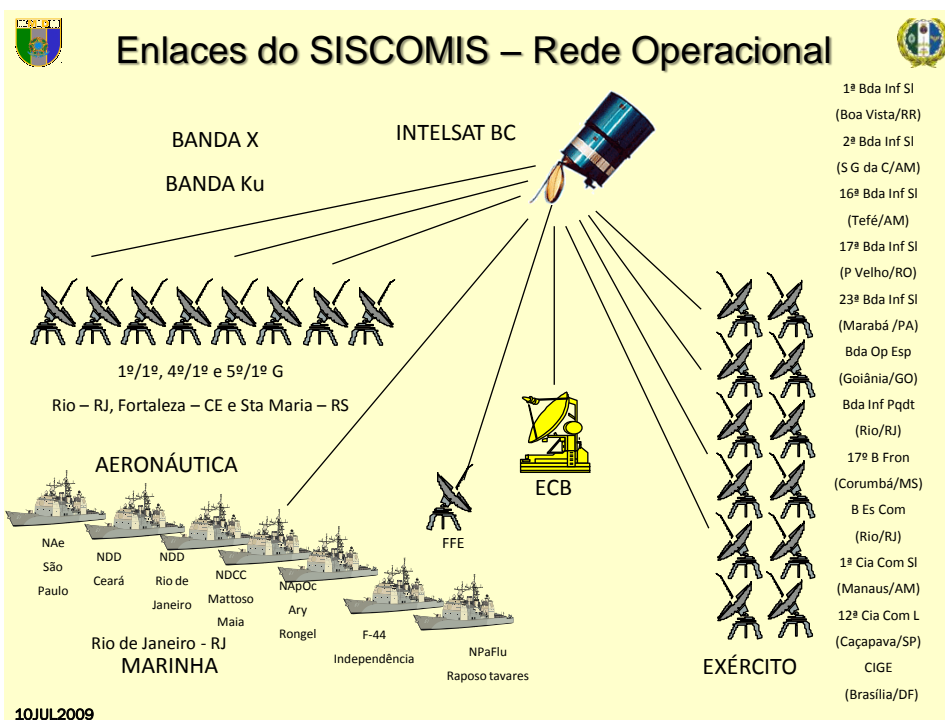 Enlaces do SISCOMIS – Rede Operacional
BANDA X
INTELSAT BC
BANDA Ku
1º/1º, 4º/1º e 5º/1º G
Rio – RJ, Fortaleza – CE e Sta Maria – RS
AERONÁUTICA
NAe
São
Paulo
NDD
Ceará
NDD
Rio de
Janeiro
NDCC
Mattoso
Maia
NApOc
Ary
Rongel
F-44
Independência
NPaFlu
Raposo tavares
Rio de Janeiro - RJ
MARINHA
FFE
ECB
EXÉRCITO
1ª Bda Inf Sl
(Boa Vista/RR)
2ª Bda Inf Sl
(S G da C/AM)
16ª Bda Inf Sl
(Tefé/AM)
17ª Bda Inf Sl
(P Velho/RO)
23ª Bda Inf Sl
(Marabá /PA)
Bda Op Esp
(Goiânia/GO)
Bda Inf Pqdt
(Rio/RJ)
17º B Fron
(Corumbá/MS)
B Es Com
(Rio/RJ)
1ª Cia Com Sl
(Manaus/AM)
12ª Cia Com L
(Caçapava/SP)
CIGE
(Brasília/DF)
10JUL2009